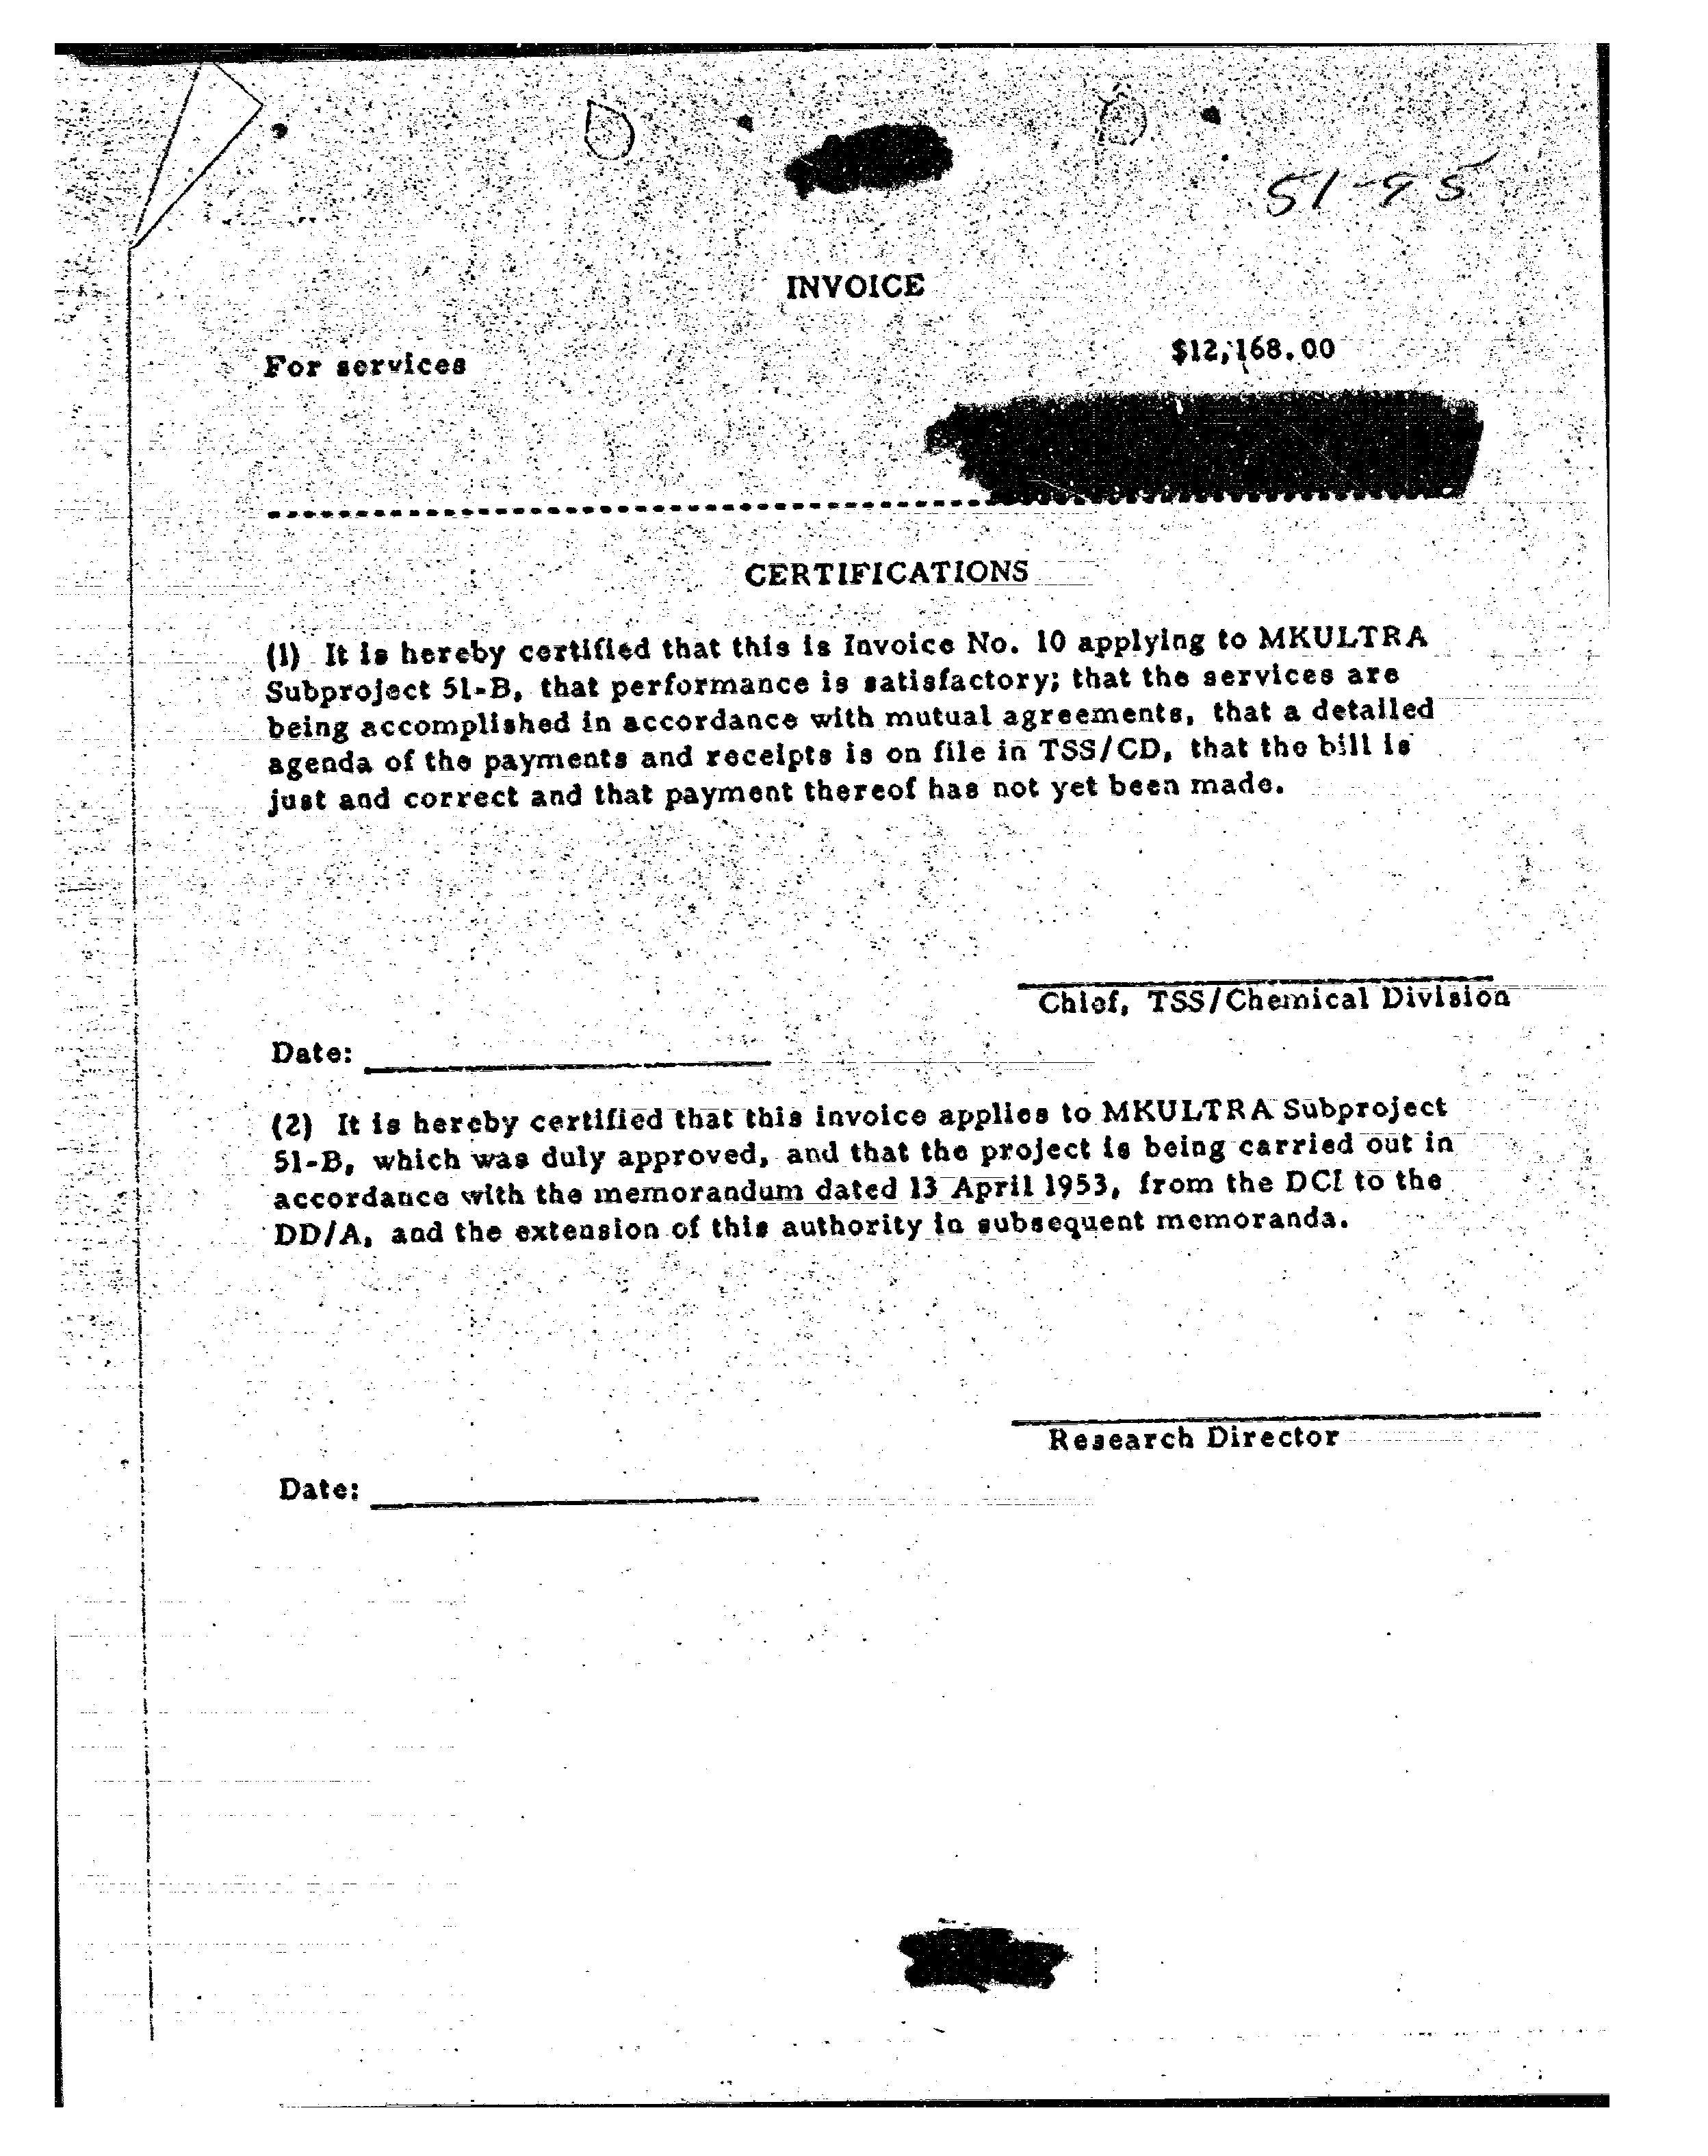 51-95
INVOICE
For services $12,168.00
CERTIFICATIONS
(1) It is hereby certified that this is Invoice No. 10 applying to MKULTRA
Subproject 51-B, that performance is satisfactory; that the services are
being accomplished in accordance with mutual agreements, that a detailed
agenda of the payments and receipts is on file in TSS/CD, that the bill is
just and correct and that payment thereof has not yet been made.
Chief, TSS/Chemical Division
Date:
(2) It is hereby certified that this invoice applies to MKULTRA Subproject
51-B, which was duly approved, and that the project is being carried out in
accordance with the memorandum dated 13 April 1953, from the DCI to the
DD/A, and the extension of this authority in subsequent memoranda.
Research Director
Date: